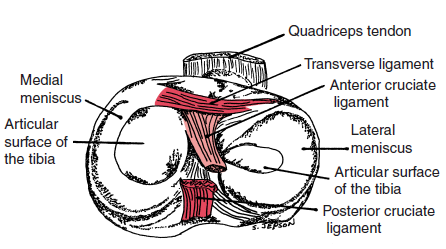 Quadriceps tendon
Transverse ligament
Medial
meniscus
Anterior cruciate
ligament
Articular
surface of
the tibia
Lateral
meniscus
Articular surface
of the tibia
Posterior cruciate
ligament
S. JEPSON